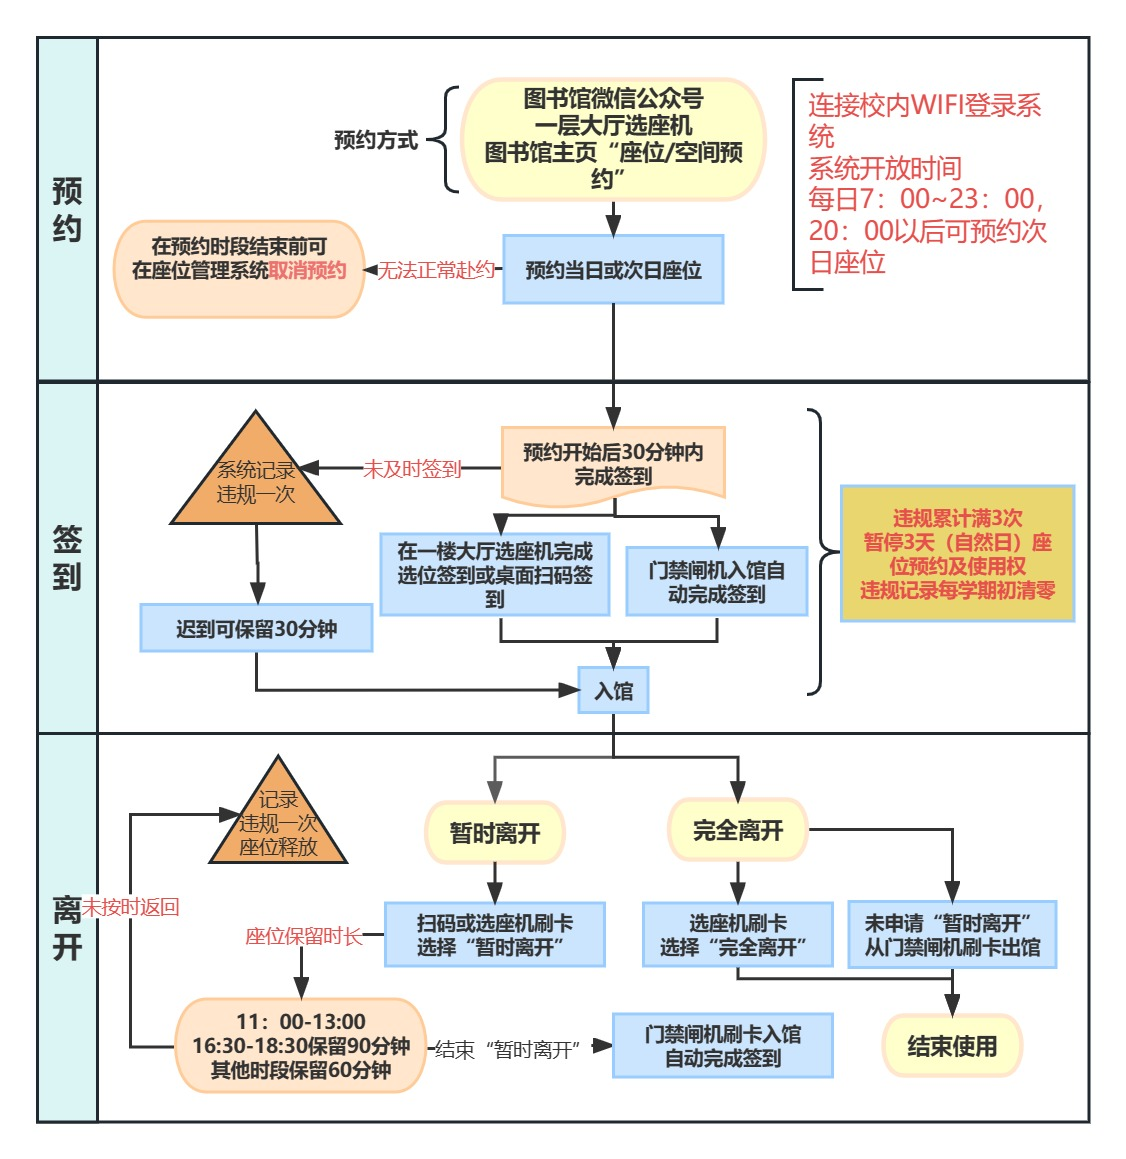 预
约
预约方式
图书馆微信公众号
一层大厅选座机
图书馆主页“座位/空间预
约”
连接校内WIFI登录系
统
系统开放时间
每日7：00~23：00，
20：00以后可预约次
日座位
在预约时段结束前可
在座位管理系统取消预约
无法正常赴约
预约当日或次日座位
签
到
系统记录
违规一次
未及时签到
预约开始后30分钟内
完成签到
在一楼大厅选座机完成
选位签到或桌面扫码签
到
门禁闸机入馆自
动完成签到
违规累计满3次
暂停3天（自然日）座
位预约及使用权
违规记录每学期初清零
迟到可保留30分钟
入馆
离
开
记录
违规一次
座位释放
暂时离开
完全离开
未按时返回
座位保留时长
扫码或选座机刷卡
选择“暂时离开”
选座机刷卡
选择“完全离开”
未申请“暂时离开”
从门禁闸机刷卡出馆
11：00-13:00
16:30-18:30保留90分钟
其他时段保留60分钟
结束“暂时离开”
门禁闸机刷卡入馆
自动完成签到
结束使用